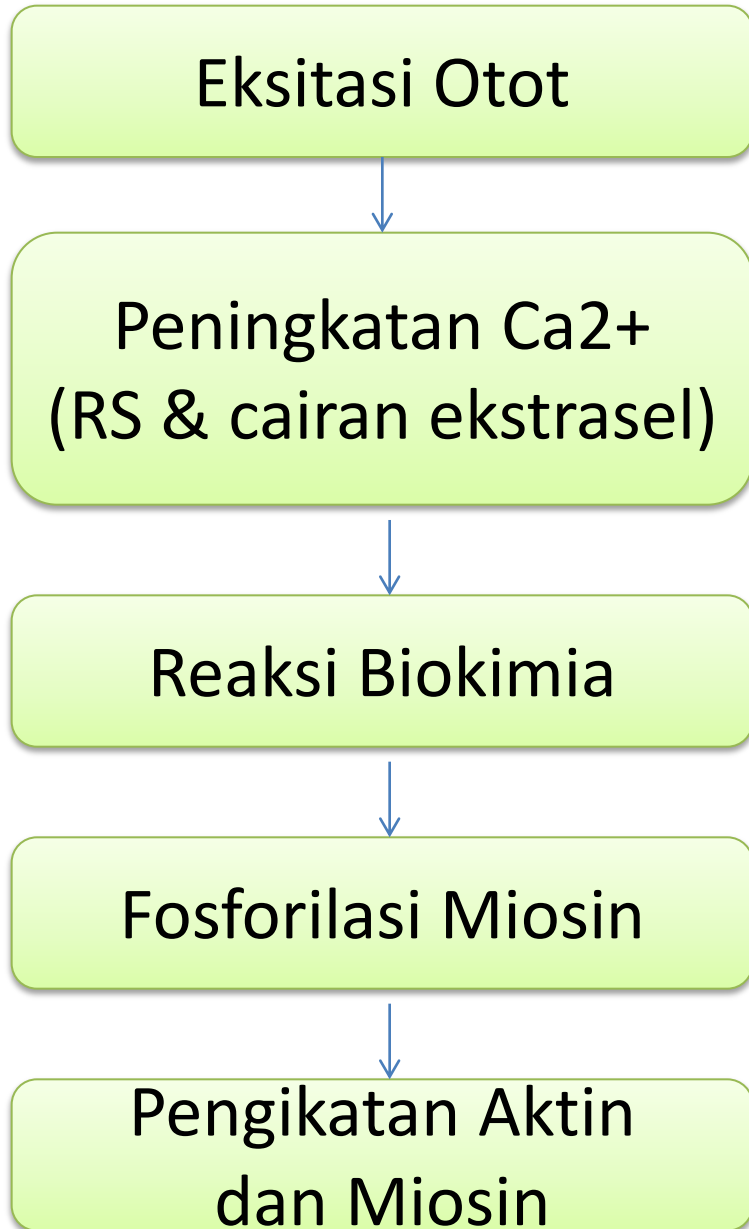 Eksitasi Otot
Peningkatan Ca2+
(RS & cairan ekstrasel)
Reaksi Biokimia
Fosforilasi Miosin
Pengikatan Aktin
dan Miosin